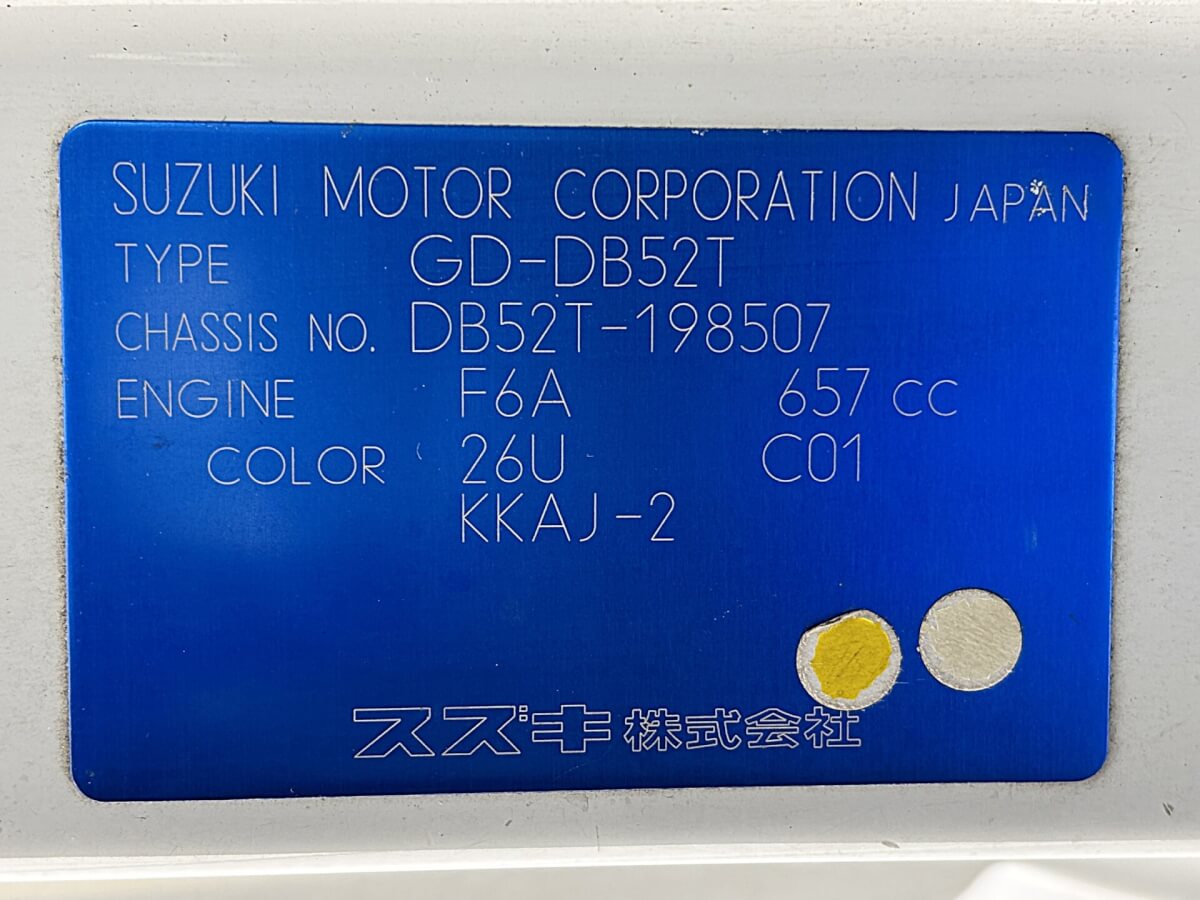 SUZUKI MOTOR CORPORATION JAPAN
TYPE GD-DB52T
CHASSIS NO. DB52T-198507
ENGINE F6A 657 cc
COLOR 26U C01
KKAJ-2
スズキ株式会社